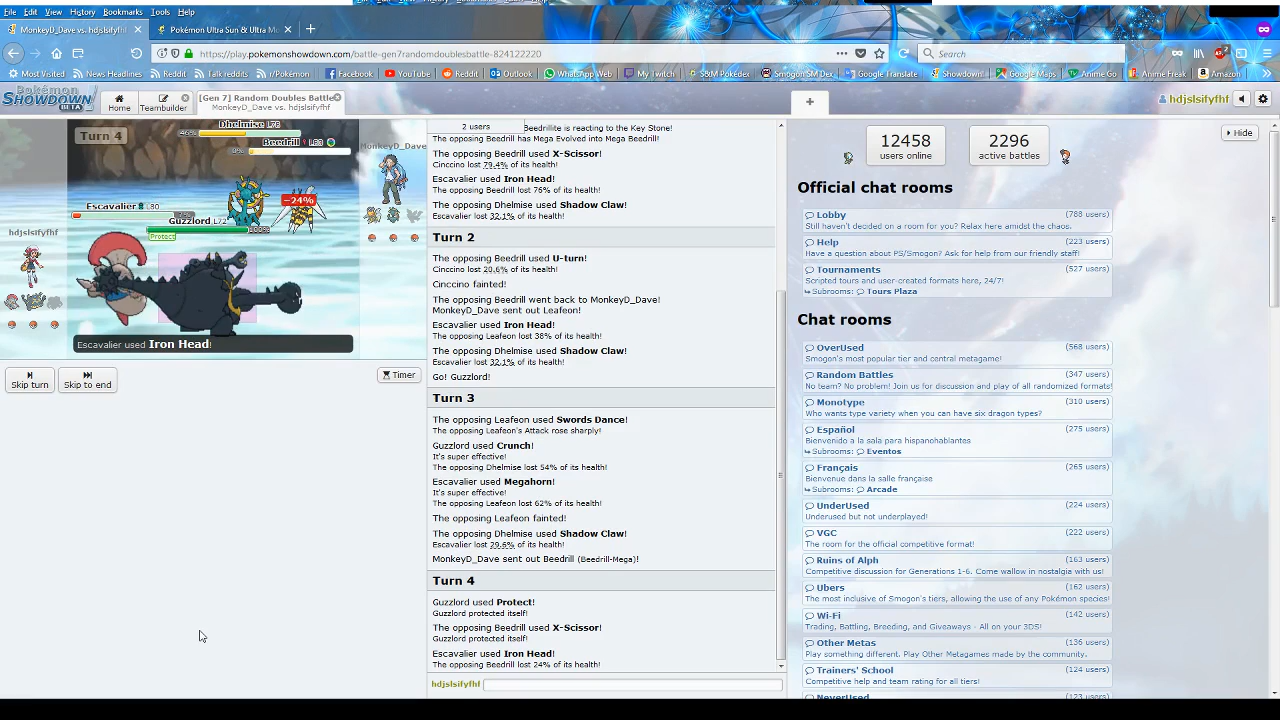 File Edit View History Bookmarks Tools Help
MonkeyD_Dave vs. hdjslsifyfh
Pokémon Ultra Sun & Ultra Mo
https://play.pokemonshowdown.com/battle-gen7randomdoublesbattle-824122220
Search
Most Visited News Headlines Reddit Talk reddits r/Pokémon Facebook YouTube Reddit Outlook WhatsApp Web My Twitch S&M Pokédex Smogon SM Dex Google Translate Showdown! Google Maps Anime Go Anime Freak Amazon
Pokémon
SHOWDOWN
BETA
Home
Teambuilder
[Gen 7] Random Doubles Battle
MonkeyD_Dave vs. hdjslsifyfhf
hdjslsifyfhf
Turn 4
Dhelmise L76
46%
Beedrill L80
MonkeyD_Dave
−24%
Escavalier L80
Guzzlord L72
100%
Protect
hdjslsifyfhf
Escavalier used Iron Head!
Skip turn
Skip to end
Timer
2 users
Beedrillite is reacting to the Key Stone!
The opposing Beedrill has Mega Evolved into Mega Beedrill!
The opposing Beedrill used X-Scissor!
Cinccino lost 79.4% of its health!
Escavalier used Iron Head!
The opposing Beedrill lost 76% of its health!
The opposing Dhelmise used Shadow Claw!
Escavalier lost 32.1% of its health!
Turn 2
The opposing Beedrill used U-turn!
Cinccino lost 20.6% of its health!
Cinccino fainted!
The opposing Beedrill went back to MonkeyD_Dave!
MonkeyD_Dave sent out Leafeon!
Escavalier used Iron Head!
The opposing Leafeon lost 38% of its health!
The opposing Dhelmise used Shadow Claw!
Escavalier lost 32.1% of its health!
Go! Guzzlord!
Turn 3
The opposing Leafeon used Swords Dance!
The opposing Leafeon's Attack rose sharply!
Guzzlord used Crunch!
It's super effective!
The opposing Dhelmise lost 54% of its health!
Escavalier used Megahorn!
It's super effective!
The opposing Leafeon lost 62% of its health!
The opposing Leafeon fainted!
The opposing Dhelmise used Shadow Claw!
Escavalier lost 29.6% of its health!
MonkeyD_Dave sent out Beedrill (Beedrill-Mega)!
Turn 4
Guzzlord used Protect!
Guzzlord protected itself!
The opposing Beedrill used X-Scissor!
Guzzlord protected itself!
Escavalier used Iron Head!
The opposing Beedrill lost 24% of its health!
hdjslsifyfhf
12458
users online
2296
active battles
Hide
Official chat rooms
Lobby (788 users)
Still haven't decided on a room for you? Relax here amidst the chaos.
Help (223 users)
Have a question about PS/Smogon? Ask for help from our friendly staff!
Tournaments (527 users)
Scripted tours and user-created formats here, 24/7!
Subrooms: Tours Plaza
Chat rooms
OverUsed (568 users)
Smogon's most popular tier and central metagame!
Random Battles (347 users)
No team? No problem! Join us for discussion and play of all randomized formats!
Monotype (310 users)
Who wants type variety when you can have six dragon types?
Español (275 users)
Bienvenido a la sala para hispanohablantes
Subrooms: Eventos
Français (265 users)
Bienvenue dans la salle française
Subrooms: Arcade
UnderUsed (224 users)
Underused but not underplayed!
VGC (222 users)
The room for the official competitive format!
Ruins of Alph (163 users)
Competitive discussion for Generations 1-6. Come wallow in nostalgia with us!
Ubers (162 users)
The most inclusive of Smogon's tiers, allowing the use of any Pokémon species!
Wi-Fi (142 users)
Trading, Battling, Breeding, and Giveaways - All on your 3DS!
Other Metas (136 users)
Play something different. Play Other Metagames made by the community.
Trainers' School (124 users)
Competitive help and team rating for all tiers!
NeverUsed (123 users)